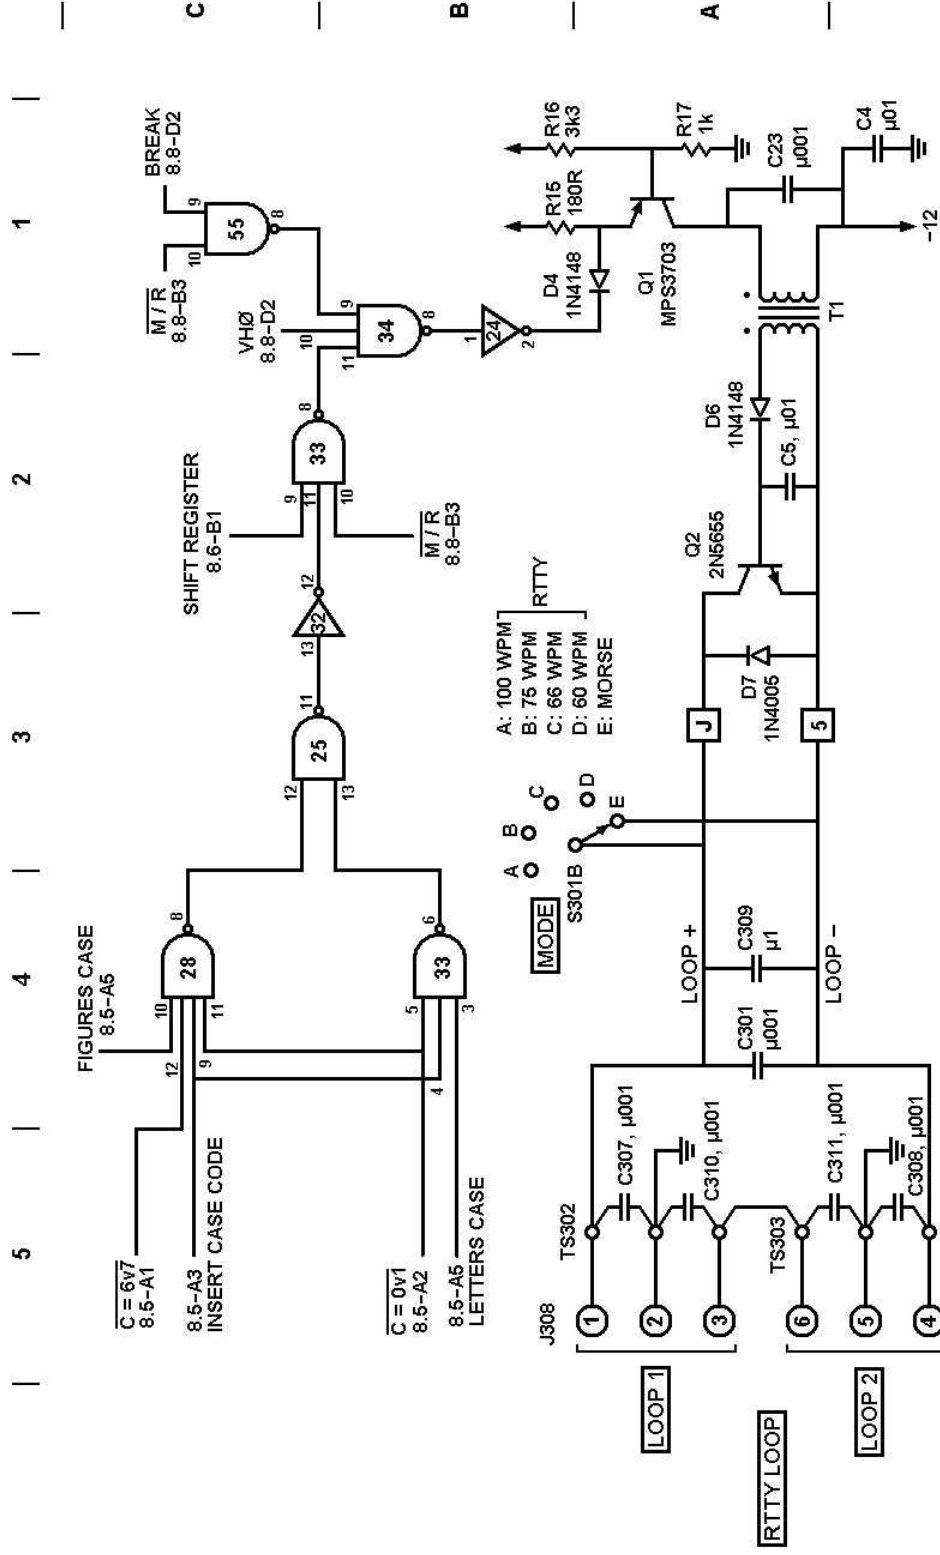 C
B
A
1
2
3
4
5
BREAK
8.8-D2
M / R
8.8-B3
9
10
55
8
VHØ
8.8-D2
9
10
11
34
8
1
24
2
SHIFT REGISTER
8.6-B1
9
11
10
33
8
M / R
8.8-B3
12
32
13
11
25
12
13
FIGURES CASE
8.5-A5
10
12
9
11
28
8
C = 6v7
8.5-A1
8.5-A3
INSERT CASE CODE
5
4
3
33
6
C = 0v1
8.5-A2
8.5-A5
LETTERS CASE
R16
3k3
R15
180R
R17
1k
D4
1N4148
Q1
MPS3703
C23
µ001
C4
µ01
-12
T1
D6
1N4148
C5, µ01
Q2
2N5655
D7
1N4005
J
5
A: 100 WPM
B: 75 WPM
C: 66 WPM
D: 60 WPM
E: MORSE
RTTY
A
B
C
D
E
S301B
MODE
LOOP +
LOOP -
C309
µ1
C301
µ001
C307, µ001
C310, µ001
C311, µ001
C308, µ001
TS302
TS303
J308
1
2
3
6
5
4
LOOP 1
LOOP 2
RTTY LOOP